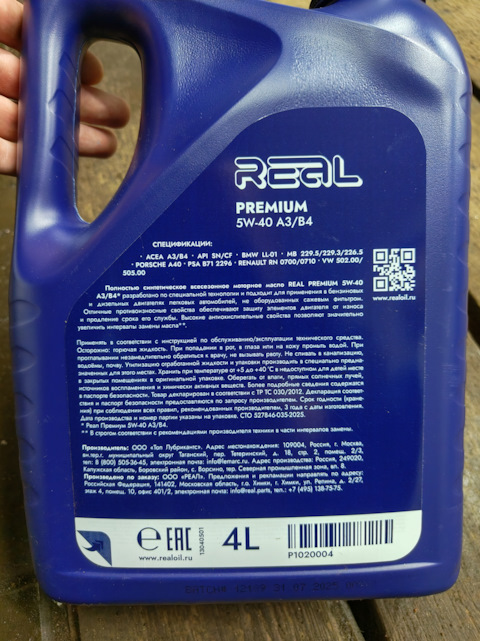 REAL
PREMIUM
5W-40 A3/B4
СПЕЦИФИКАЦИИ:
· ACEA A3/B4 · API SN/CF · BMW LL-01 · MB 229.5/229.3/226.5
· PORSCHE A40 · PSA B71 2296 · RENAULT RN 0700/0710 · VW 502.00/
505.00
realoil.ru
Полностью синтетическое всесезонное моторное масло REAL PREMIUM 5W-40
A3/B4* разработано по специальной технологии и подходит для применения в бензиновых
и дизельных двигателях легковых автомобилей, не оборудованных сажевым фильтром.
Отличные противоизносные свойства обеспечивают защиту элементов двигателя от износа
и продление срока его службы. Высокие антиокислительные свойства позволяют значительно
увеличить интервалы замены масла**.
Применять в соответствии с инструкцией по обслуживанию/эксплуатации технического средства.
Осторожно: горючая жидкость. При попадании в рот, в глаза или на кожу промыть водой. При
проглатывании незамедлительно обратиться к врачу, не вызывать рвоту. Не сливать в канализацию,
водоёмы, почву. Утилизацию отработанной жидкости и упаковки производить в специально предназ-
наченных для этого местах. Хранить при температуре от +5 до +40 °С в недоступном для детей месте
в закрытых помещениях в оригинальной упаковке. Оберегать от влаги, прямых солнечных лучей,
источников воспламенения и химически активных веществ. Более подробные сведения содержатся
в паспорте безопасности. Товар декларирован в соответствии с ТР ТС 030/2012. Декларация соответ-
ствия и паспорт безопасности предоставляются по запросу производителем. Срок годности (хране-
ния) при соблюдении всех правил, рекомендованных производителем, 3 года с даты изготовления.
Дата производства и номер партии указаны на упаковке. СТО 527846-035-2025.
* Реал Премиум 5W-40 A3/B4.
** В строгом соответствии с рекомендациями производителя техники в части интервалов замены.
Производитель: ООО «Топ Лубрикантс». Адрес местонахождения: 109004, Россия, г. Москва,
вн.тер.г. муниципальный округ Таганский, пер. Тетеринский, д. 18, стр. 2, помещ. 2/3,
тел: 8 (800) 505-36-45, электронная почта: info@lemarc.ru. Адрес производства: Россия, 249020,
Калужская область, Боровский район, с. Ворсино, тер. Северная промышленная зона, вл. 8.
Произведено по заказу: ООО «РЕАЛ». Предложения и претензии направлять по адресу:
Российская Федерация, 141402, Московская область, г.о. Химки, г. Химки, ул. Репина, д. 2/27,
этаж 4, помещ. 10, офис 401/2, электронная почта: info@real.parts, тел.: +7 (495) 138-75-75.
℮ EAC
www.realoil.ru
13040501
4L
P1020004